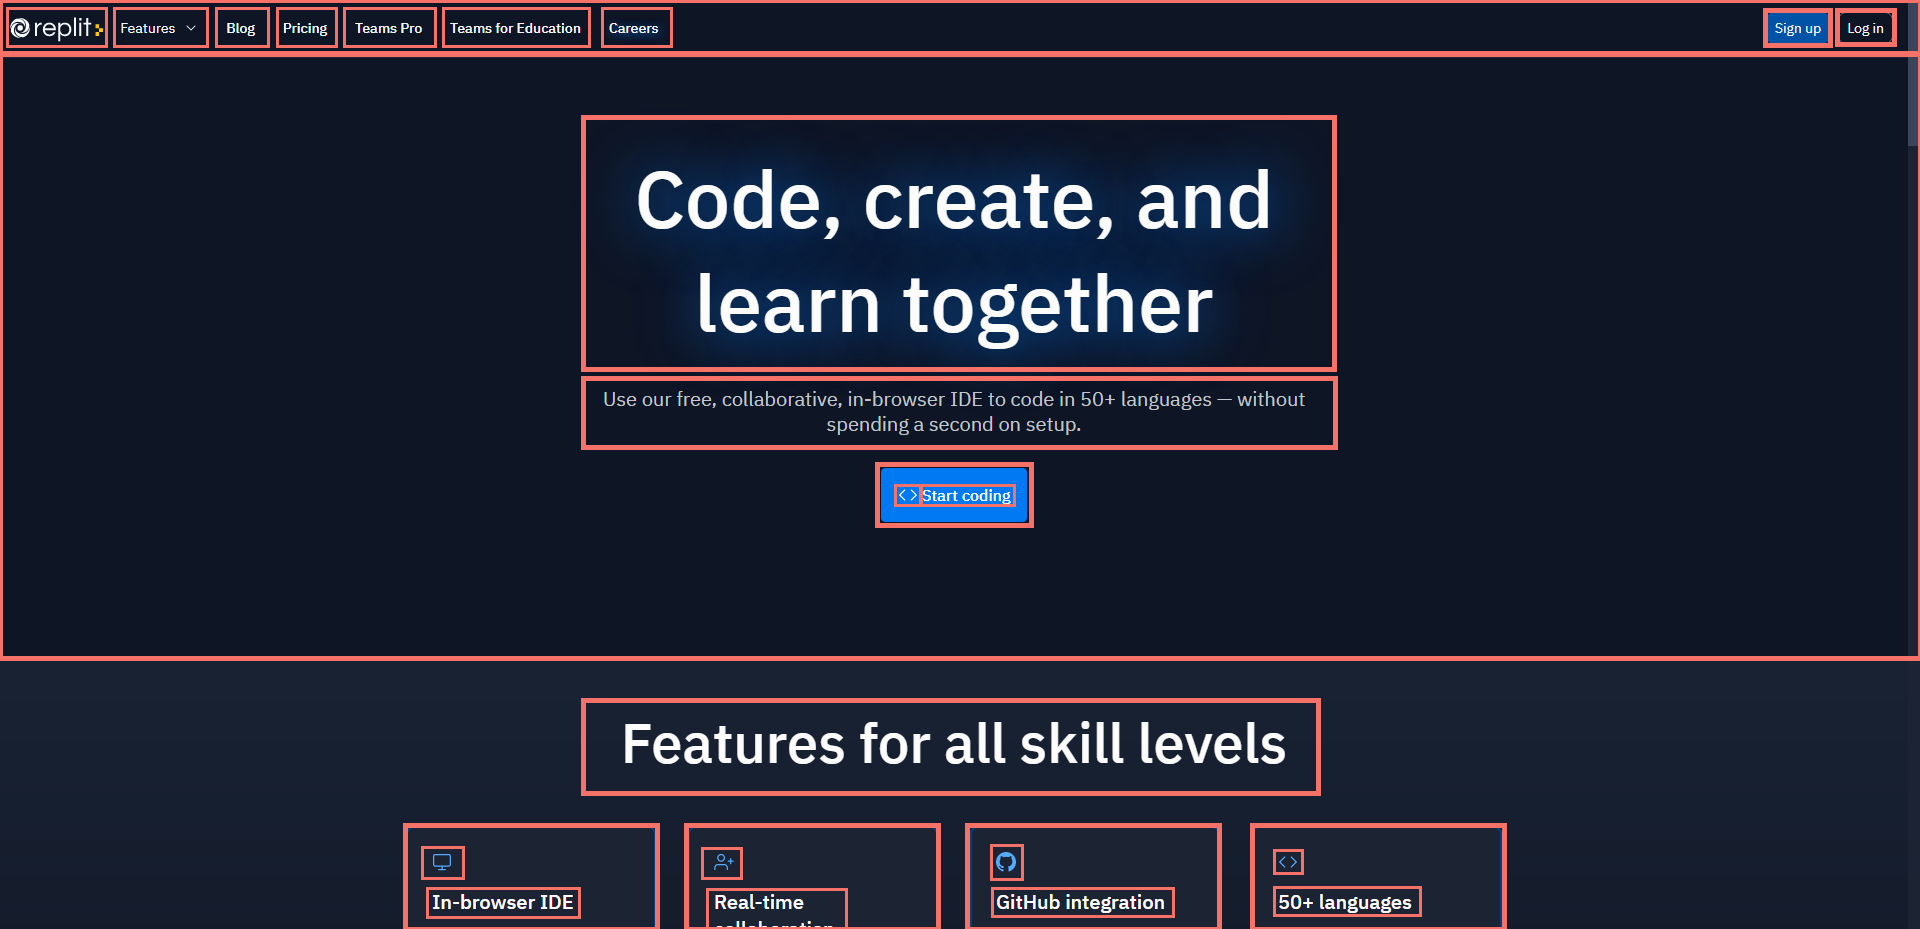 replit
Features
Blog
Pricing
Teams Pro
Teams for Education
Careers
Sign up
Log in
Code, create, and
learn together
Use our free, collaborative, in-browser IDE to code in 50+ languages — without
spending a second on setup.
Start coding
Features for all skill levels
In-browser IDE
Real-time
collaboration
GitHub integration
50+ languages